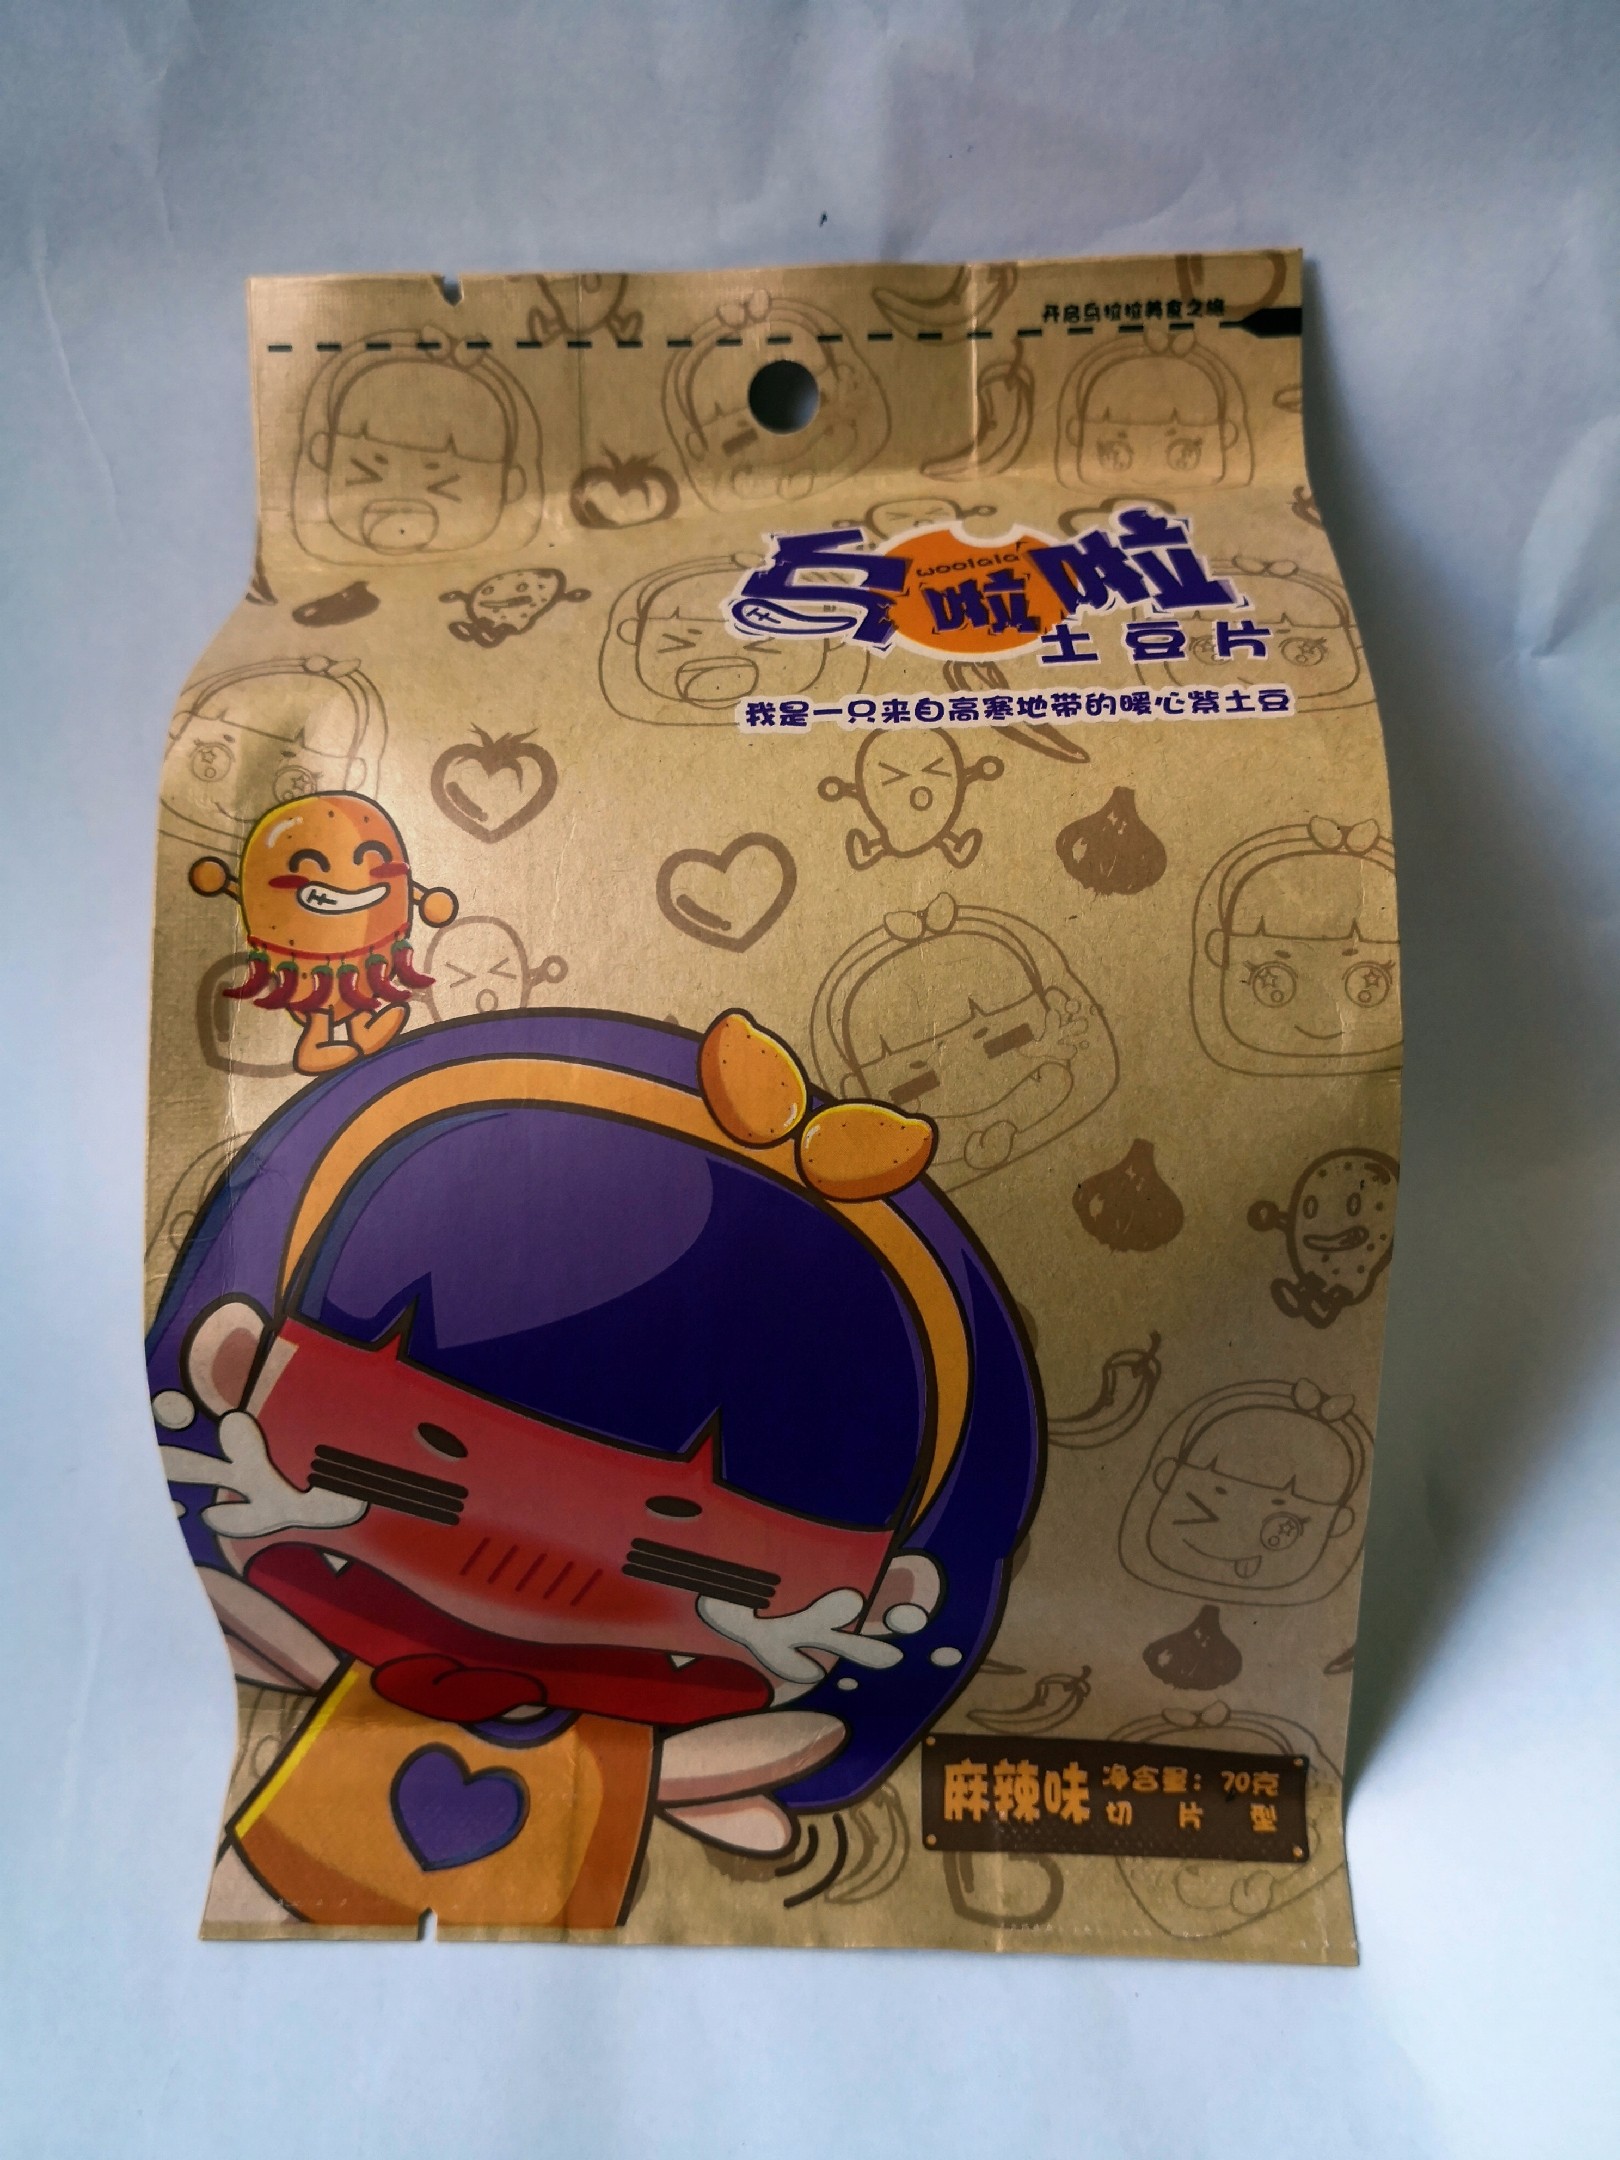 开启乌拉拉美食之旅
woolala
乌啦啦
土豆片
我是一只来自高寒地带的暖心紫土豆
麻辣味
净含量：70克
切片型